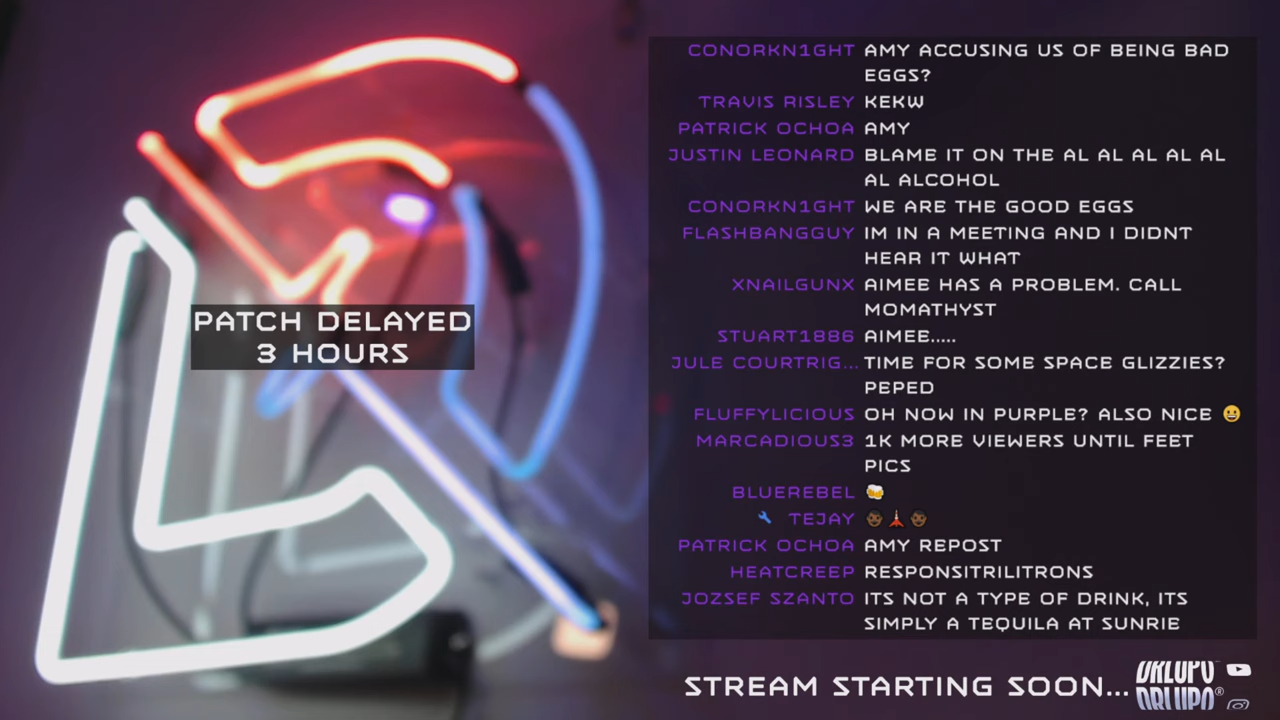 PATCH DELAYED
3 HOURS
CONORKN1GHT AMY ACCUSING US OF BEING BAD
EGGS?
TRAVIS RISLEY KEKW
PATRICK OCHOA AMY
JUSTIN LEONARD BLAME IT ON THE AL AL AL AL AL
AL ALCOHOL
CONORKN1GHT WE ARE THE GOOD EGGS
FLASHBANGGUY IM IN A MEETING AND I DIDNT
HEAR IT WHAT
XNAILGUNX AIMEE HAS A PROBLEM. CALL
MOMATHYST
STUART1886 AIMEE.....
JULE COURTRIG... TIME FOR SOME SPACE GLIZZIES?
PEPED
FLUFFYLICIOUS OH NOW IN PURPLE? ALSO NICE 😀
MARCADIOUS3 1K MORE VIEWERS UNTIL FEET
PICS
BLUEREBEL 🍻
TEJAY
PATRICK OCHOA AMY REPOST
HEATCREEP RESPONSITRILITRONS
JOZSEF SZANTO ITS NOT A TYPE OF DRINK, ITS
SIMPLY A TEQUILA AT SUNRIE
STREAM STARTING SOON...
DRLUPO
DRLUPO®